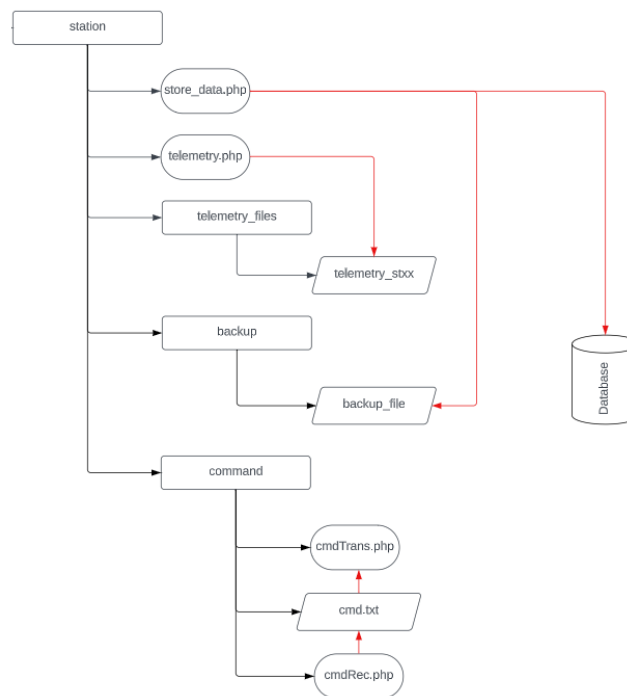 station
store_data.php
telemetry.php
telemetry_files
telemetry_stxx
backup
Database
backup_file
command
cmdTrans.php
cmd.txt
cmdRec.php